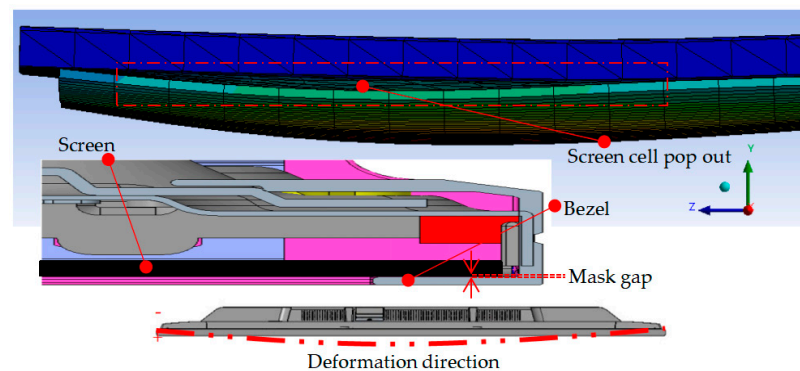 Screen
Screen cell pop out
Y
Z
Bezel
Mask gap
-
+
Deformation direction